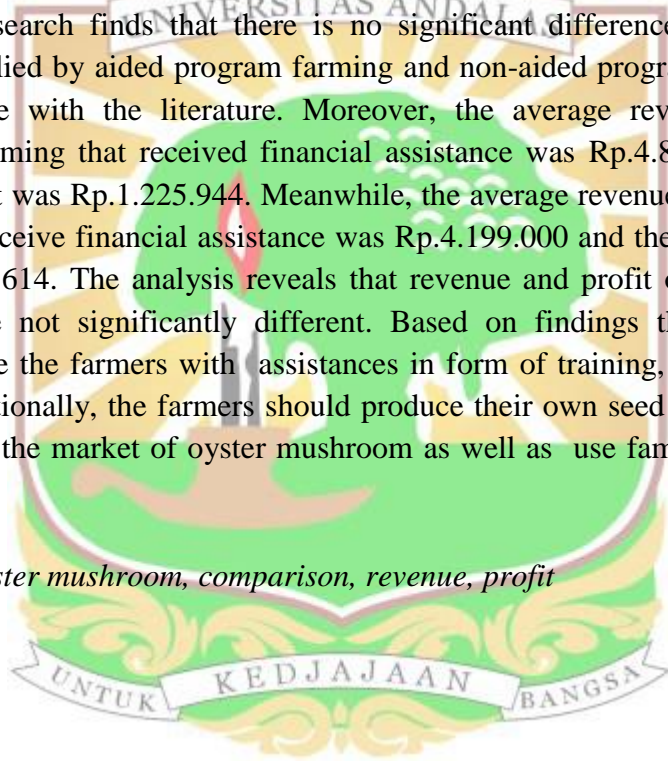 UNIVERSITAS ANDALAS
search finds that there is no significant difference
lied by aided program farming and non-aided progra
e with the literature. Moreover, the average rev
ming that received financial assistance was Rp.4.8
t was Rp.1.225.944. Meanwhile, the average revenue
ceive financial assistance was Rp.4.199.000 and the
614. The analysis reveals that revenue and profit
e not significantly different. Based on findings th
e the farmers with assistances in form of training,
tionally, the farmers should produce their own seed
the market of oyster mushroom as well as use fam
ster mushroom, comparison, revenue, profit
UNTUK KEDJAJAAN BANGSA